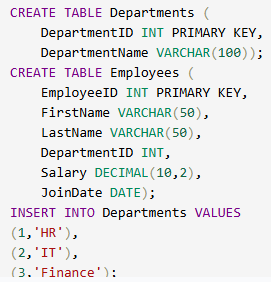 CREATE TABLE Departments (
DepartmentID INT PRIMARY KEY,
DepartmentName VARCHAR(100));
CREATE TABLE Employees (
EmployeeID INT PRIMARY KEY,
FirstName VARCHAR(50),
LastName VARCHAR(50),
DepartmentID INT,
Salary DECIMAL(10,2),
JoinDate DATE);
INSERT INTO Departments VALUES
(1,'HR'),
(2,'IT'),
(3,'Finance');